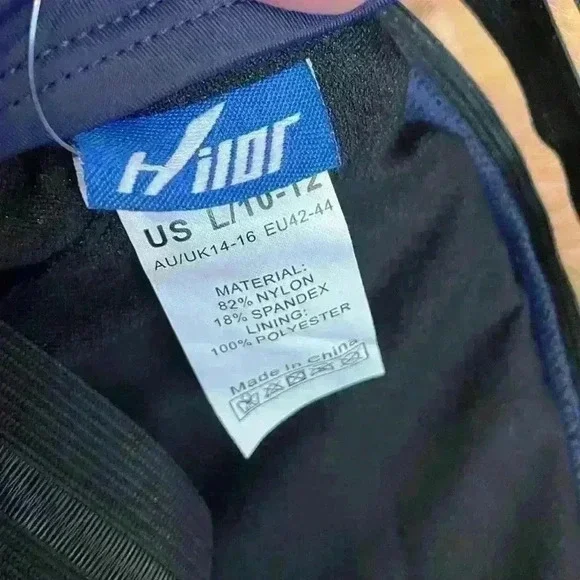 Hilor
US L/10-12
AU/UK14-16 EU42-44
MATERIAL:
82% NYLON
18% SPANDEX
LINING:
100% POLYESTER
Made in China